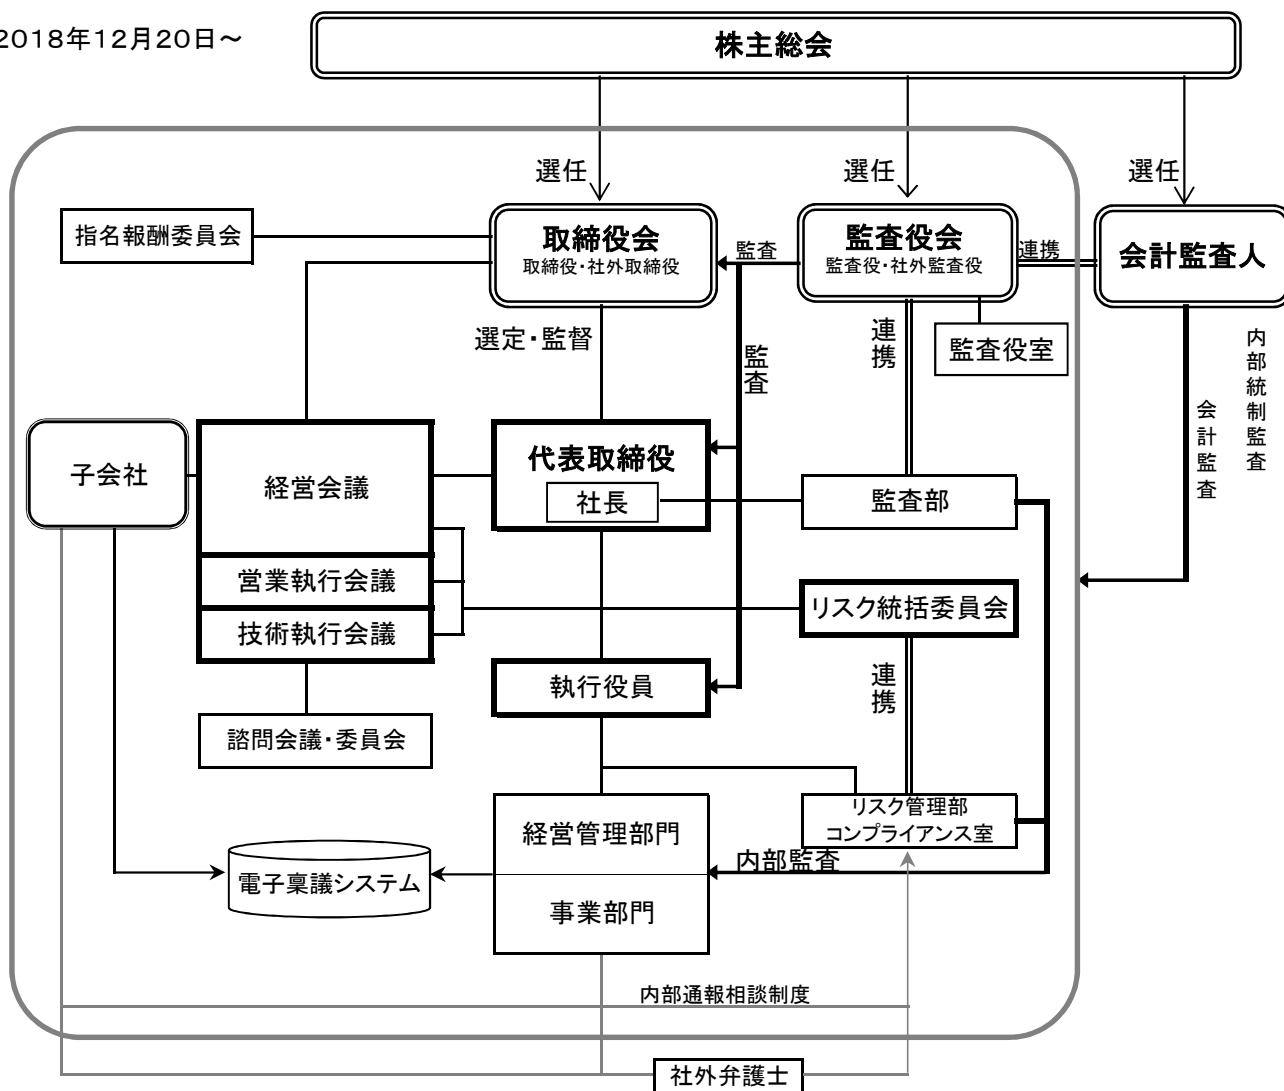 2018年12月20日～
株主総会
選任
選任
選任
指名報酬委員会
取締役会
取締役・社外取締役
監査
監査役会
監査役・社外監査役
連携
会計監査人
選定・監督
監査
連携
監査役室
内部統制監査
会計監査
子会社
経営会議
代表取締役
社長
監査部
営業執行会議
技術執行会議
リスク統括委員会
執行役員
連携
諮問会議・委員会
経営管理部門
事業部門
リスク管理部
コンプライアンス室
内部監査
電子稟議システム
内部通報相談制度
社外弁護士